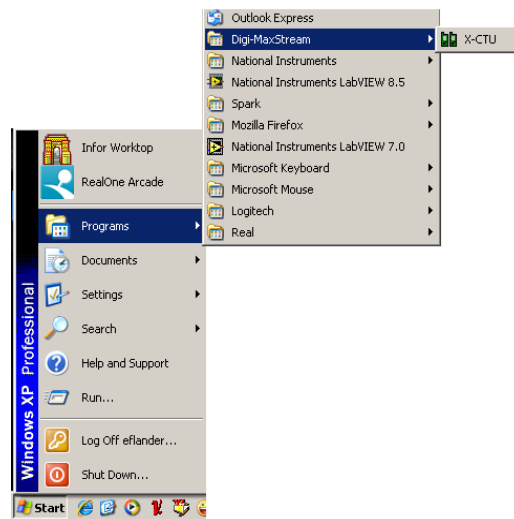 Outlook Express
Digi-MaxStream
X-CTU
National Instruments
National Instruments LabVIEW 8.5
Spark
Mozilla Firefox
National Instruments LabVIEW 7.0
Microsoft Keyboard
Microsoft Mouse
Logitech
Real
Infor Worktop
RealOne Arcade
Programs
Documents
Settings
Search
Help and Support
Run...
Log Off eflander...
Shut Down...
Windows XP Professional
Start